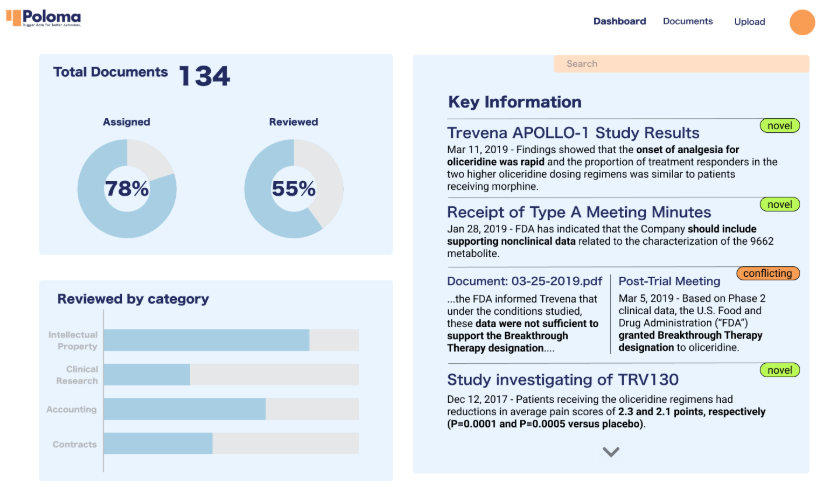 Poloma
Bigger data for better outcomes.
Dashboard
Documents
Upload
Total Documents 134
Assigned
Reviewed
78%
55%
Reviewed by category
Intellectual
Property
Clinical
Research
Accounting
Contracts
Search
Key Information
novel
Trevena APOLLO-1 Study Results
Mar 11, 2019 - Findings showed that the onset of analgesia for
oliceridine was rapid and the proportion of treatment responders in the
two higher oliceridine dosing regimens was similar to patients
receiving morphine.
novel
Receipt of Type A Meeting Minutes
Jan 28, 2019 - FDA has indicated that the Company should include
supporting nonclinical data related to the characterization of the 9662
metabolite.
conflicting
Document: 03-25-2019.pdf
...the FDA informed Trevena that
under the conditions studied,
these data were not sufficient to
support the Breakthrough
Therapy designation....
Post-Trial Meeting
Mar 5, 2019 - Based on Phase 2
clinical data, the U.S. Food and
Drug Administration (“FDA”)
granted Breakthrough Therapy
designation to oliceridine.
novel
Study investigating of TRV130
Dec 12, 2017 - Patients receiving the oliceridine regimens had
reductions in average pain scores of 2.3 and 2.1 points, respectively
(P=0.0001 and P=0.0005 versus placebo).